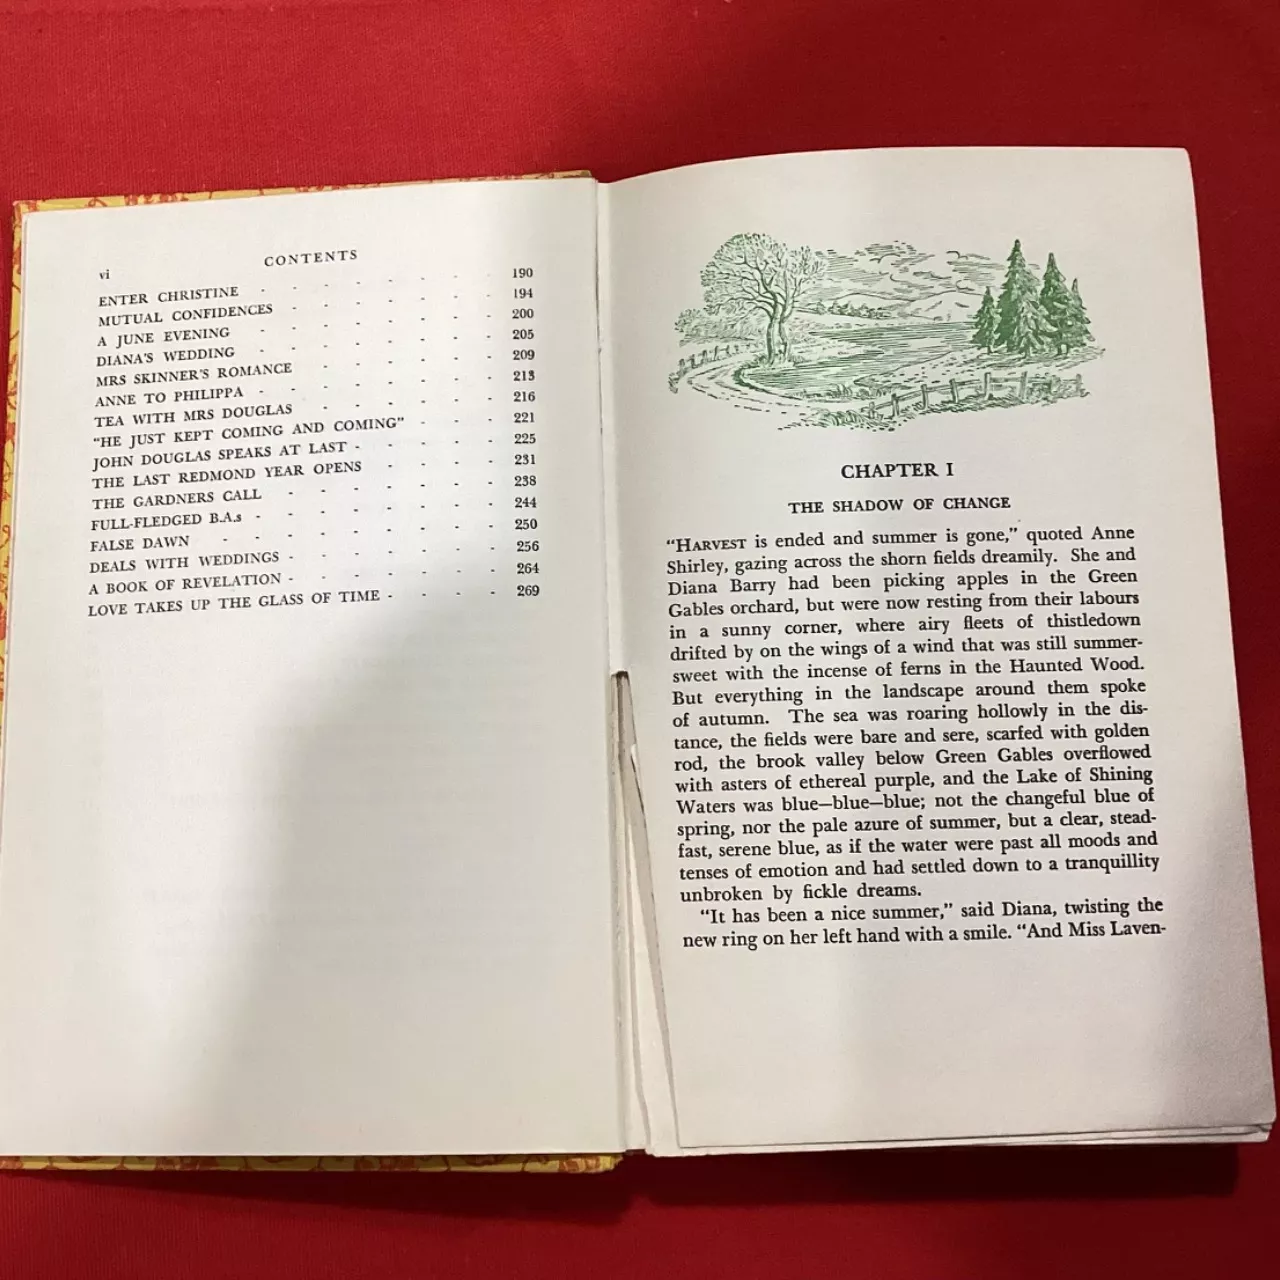 vi
CONTENTS
ENTER CHRISTINE - - - - - - - - 190
MUTUAL CONFIDENCES - - - - - - - 194
A JUNE EVENING - - - - - - - - 200
DIANA'S WEDDING - - - - - - - - 205
MRS SKINNER'S ROMANCE - - - - - - 209
ANNE TO PHILIPPA - - - - - - - - 213
TEA WITH MRS DOUGLAS - - - - - - 216
"HE JUST KEPT COMING AND COMING" - - - 221
JOHN DOUGLAS SPEAKS AT LAST - - - - - 225
THE LAST REDMOND YEAR OPENS - - - - 231
THE GARDNERS CALL - - - - - - - 238
FULL-FLEDGED B.A.s - - - - - - - - 244
FALSE DAWN - - - - - - - - - 250
DEALS WITH WEDDINGS - - - - - - - 256
A BOOK OF REVELATION - - - - - - - 264
LOVE TAKES UP THE GLASS OF TIME - - - - 269
CHAPTER I
THE SHADOW OF CHANGE
"HARVEST is ended and summer is gone," quoted Anne
Shirley, gazing across the shorn fields dreamily. She and
Diana Barry had been picking apples in the Green
Gables orchard, but were now resting from their labours
in a sunny corner, where airy fleets of thistledown
drifted by on the wings of a wind that was still summer-
sweet with the incense of ferns in the Haunted Wood.
But everything in the landscape around them spoke
of autumn. The sea was roaring hollowly in the dis-
tance, the fields were bare and sere, scarfed with golden
rod, the brook valley below Green Gables overflowed
with asters of ethereal purple, and the Lake of Shining
Waters was blue—blue—blue; not the changeful blue of
spring, nor the pale azure of summer, but a clear, stead-
fast, serene blue, as if the water were past all moods and
tenses of emotion and had settled down to a tranquillity
unbroken by fickle dreams.
"It has been a nice summer," said Diana, twisting the
new ring on her left hand with a smile. "And Miss Laven-